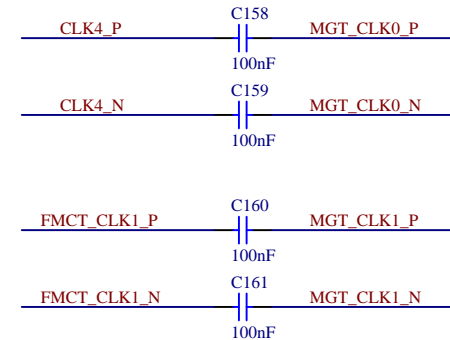 C158
CLK4_P MGT_CLK0_P
100nF
C159
CLK4_N MGT_CLK0_N
100nF
C160
FMCT_CLK1_P MGT_CLK1_P
100nF
C161
FMCT_CLK1_N MGT_CLK1_N
100nF